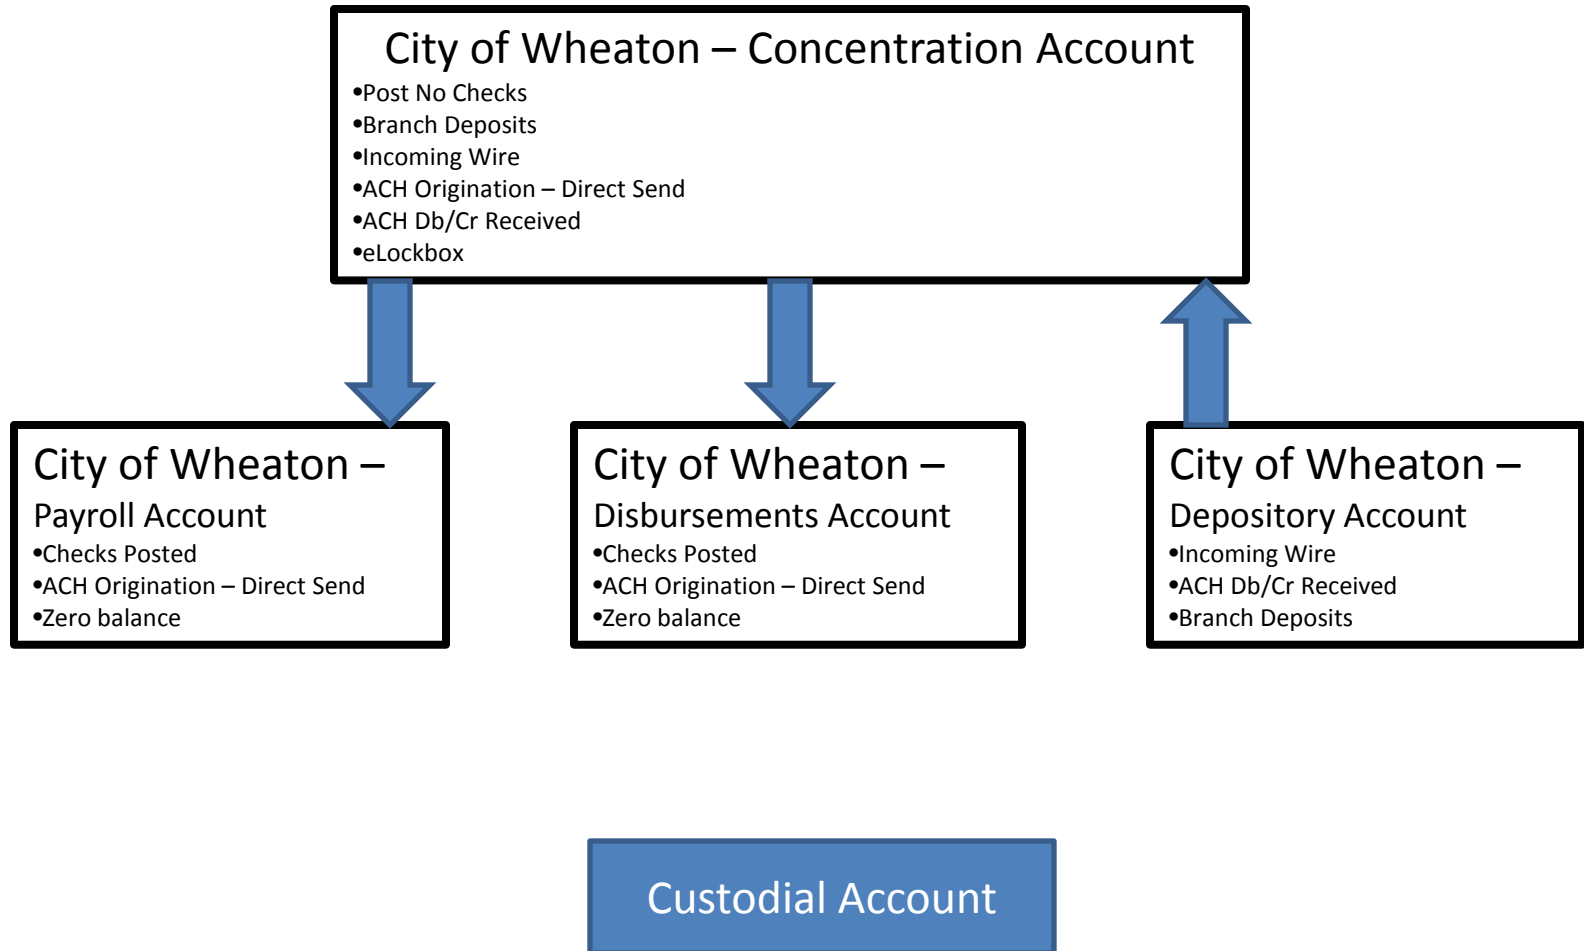 City of Wheaton – Concentration Account
•Post No Checks
•Branch Deposits
•Incoming Wire
•ACH Origination – Direct Send
•ACH Db/Cr Received
•eLockbox
City of Wheaton –
Payroll Account
•Checks Posted
•ACH Origination – Direct Send
•Zero balance
City of Wheaton –
Disbursements Account
•Checks Posted
•ACH Origination – Direct Send
•Zero balance
City of Wheaton –
Depository Account
•Incoming Wire
•ACH Db/Cr Received
•Branch Deposits
Custodial Account